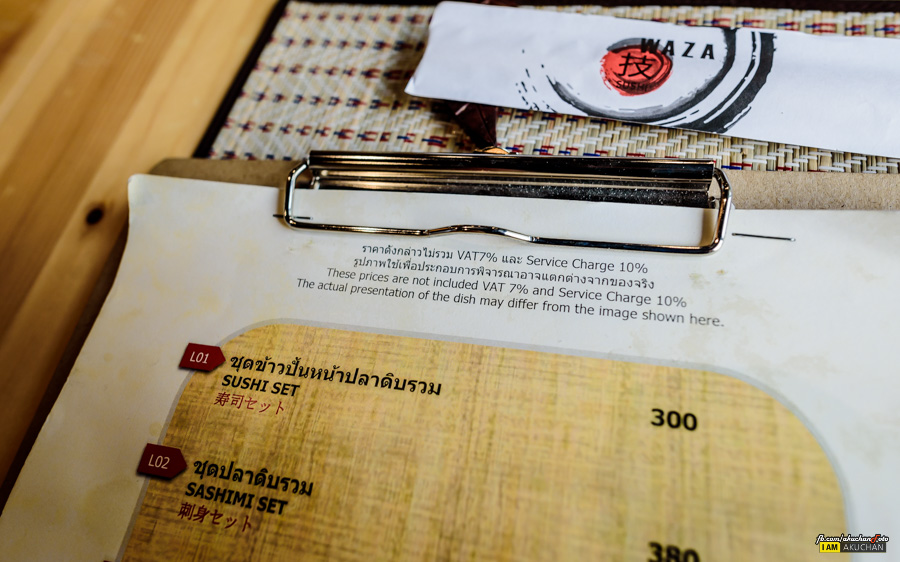 WAZA
技
SUSHI
ราคาดังกล่าวไม่รวม VAT7% และ Service Charge 10%
รูปภาพใช้เพื่อประกอบการพิจารณาอาจแตกต่างจากของจริง
These prices are not included VAT 7% and Service Charge 10%
The actual presentation of the dish may differ from the image shown here.
L01
ชุดข้าวปั้นหน้าปลาดิบรวม
SUSHI SET
寿司セット
300
L02
ชุดปลาดิบรวม
SASHIMI SET
刺身セット
380
fb.com/akuchanFoto
I AM AKUCHAN